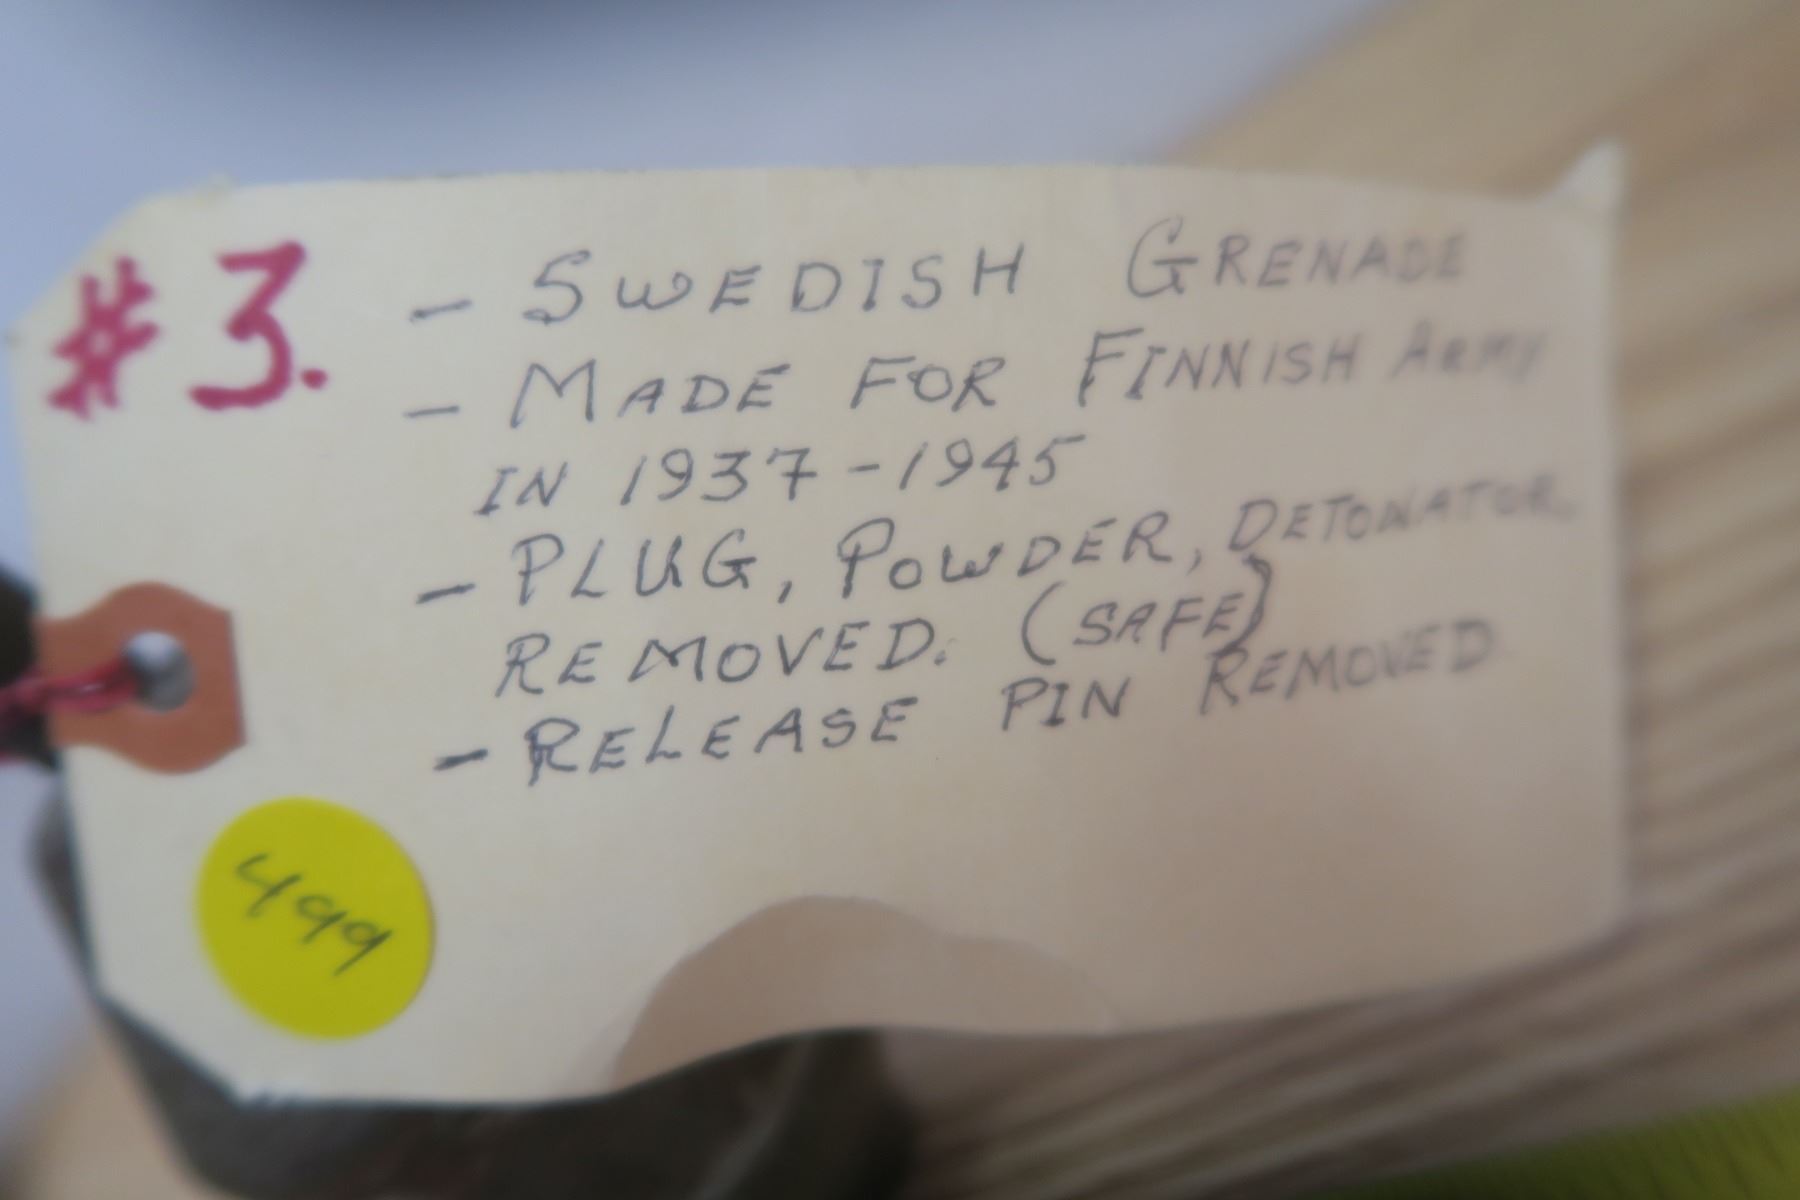 #3.
- SWEDISH GRENADE
- MADE FOR FINNISH Army
IN 1937-1945
- PLUG, POWDER, DETONATOR
REMOVED. (SAFE)
- RELEASE PIN REMOVED
499